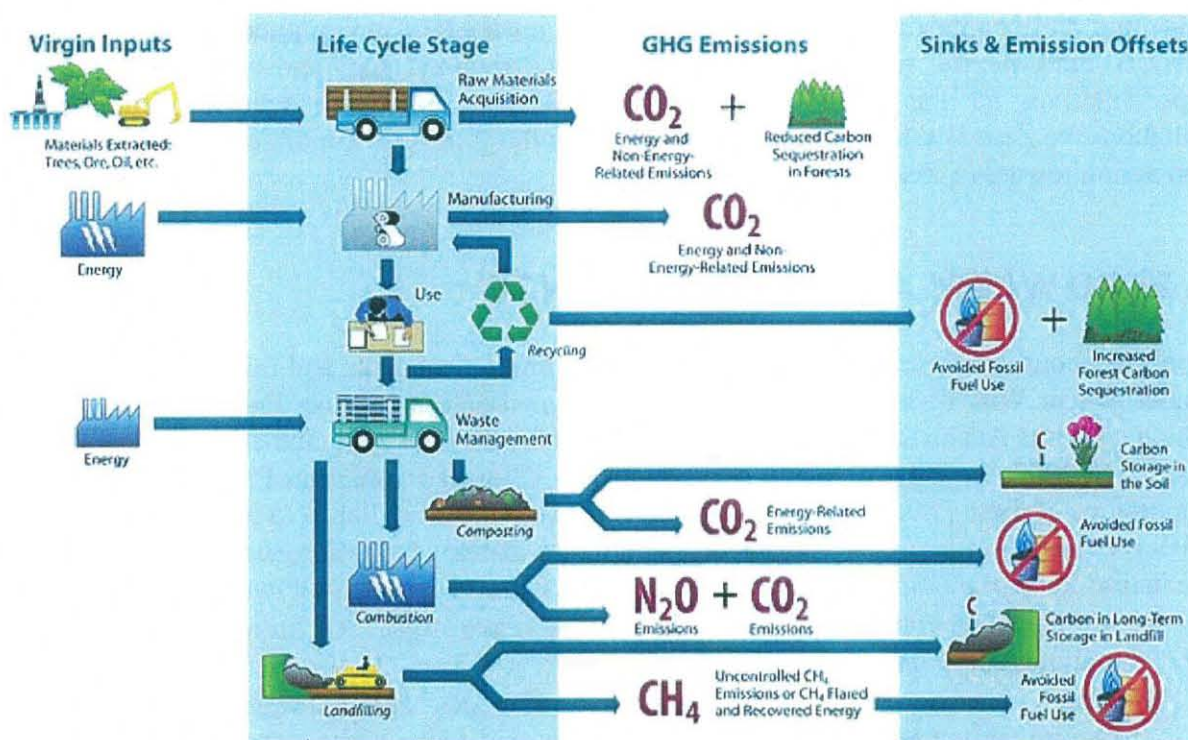 Virgin Inputs
Life Cycle Stage
GHG Emissions
Sinks & Emission Offsets
Materials Extracted:
Trees, Ore, Oil, etc.
Raw Materials
Acquisition
CO₂
Energy and
Non-Energy-
Related Emissions
+
Reduced Carbon
Sequestration
in Forests
Energy
Manufacturing
CO₂
Energy and Non-
Energy-Related Emissions
Use
Recycling
Avoided Fossil
Fuel Use
+
Increased
Forest Carbon
Sequestration
Energy
Waste
Management
Composting
C
Carbon
Storage in
the Soil
CO₂
Energy-Related
Emissions
Combustion
Avoided Fossil
Fuel Use
N₂O + CO₂
Emissions
Emissions
Landfilling
C
Carbon in Long-Term
Storage in Landfill
CH₄
Uncontrolled CH₄
Emissions or CH₄ Flared
and Recovered Energy
Avoided
Fossil
Fuel Use